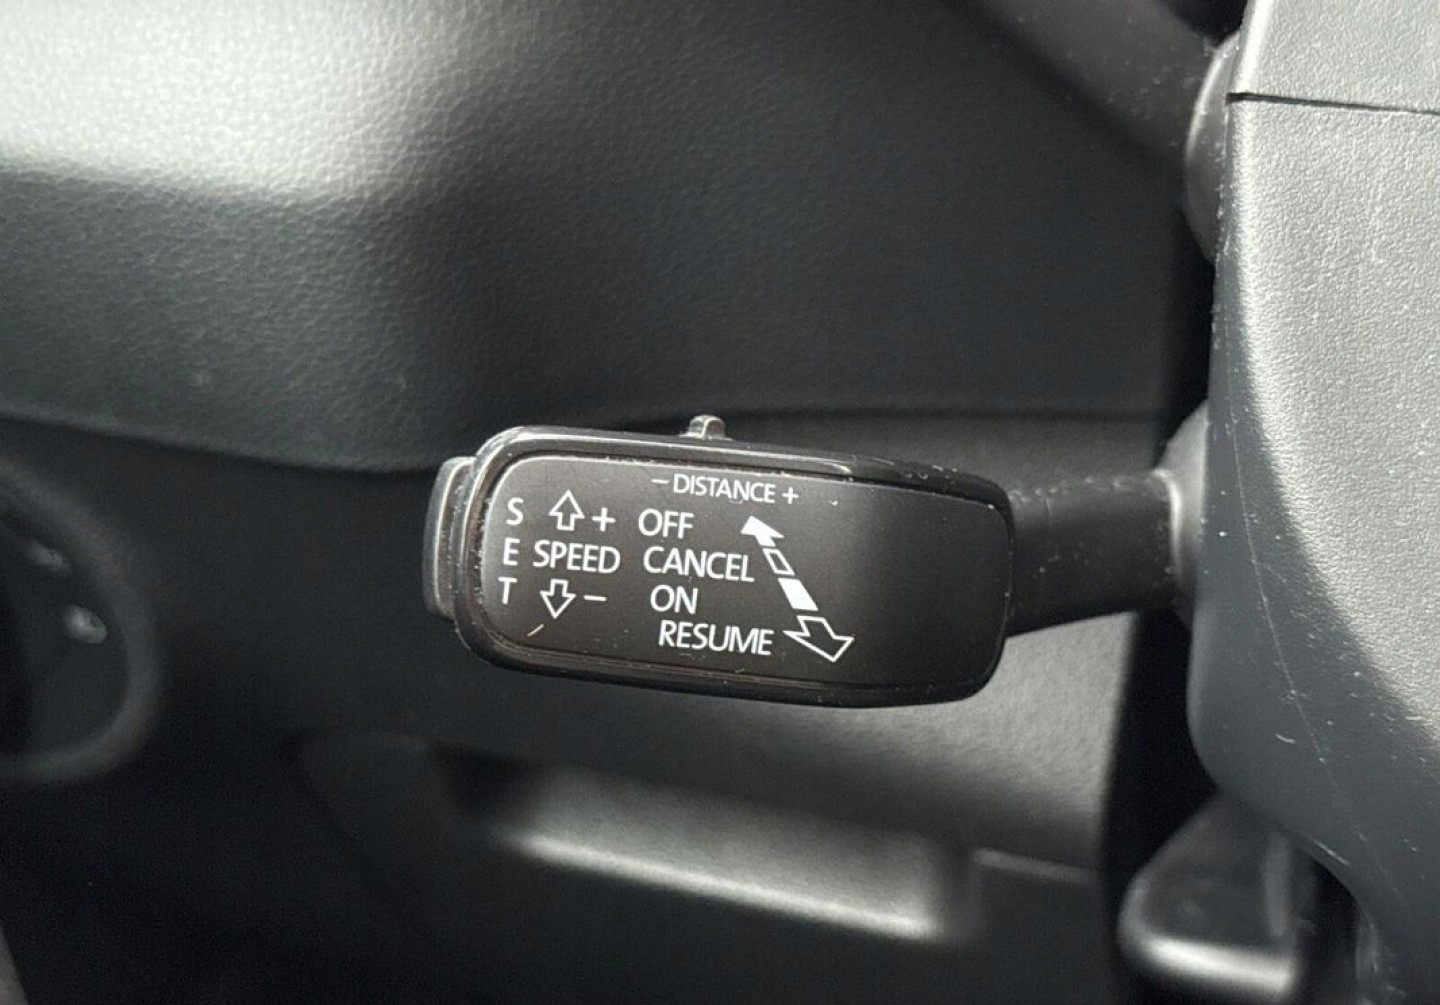 – DISTANCE +
S + OFF
E SPEED CANCEL
T – ON
RESUME